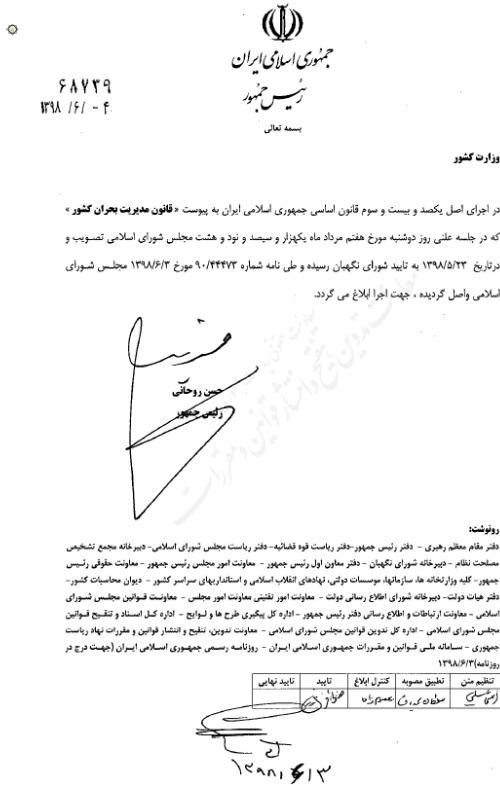 جمهوری اسلامی ایران
رئیس جمهور
بسمه تعالی
۶۸۷۳۹
۱۳۹۸ /۶/ - ۴
وزارت کشور
در اجرای اصل یکصد و بیست و سوم قانون اساسی جمهوری اسلامی ایران به پیوست «قانون مدیریت بحران کشور»
که در جلسه علنی روز دوشنبه مورخ هفتم مرداد ماه یکهزار و سیصد و نود و هشت مجلس شورای اسلامی تصویب و
درتاریخ ۱۳۹۸/۵/۲۳ به تایید شورای نگهبان رسیده و طی نامه شماره ۹۰/۴۴۴۷۳ مورخ ۱۳۹۸/۶/۳ مجلس شورای
اسلامی واصل گردیده ، جهت اجرا ابلاغ می گردد.
حسن روحانی
رئیس جمهور
معاونت تدوین تنقیح و انتشار قوانین و مقررات
رونوشت:
دفتر مقام معظم رهبری - دفتر رئیس جمهور-دفتر ریاست قوه قضائیه- دفتر ریاست مجلس شورای اسلامی- دبیرخانه مجمع تشخیص
مصلحت نظام - دبیرخانه شورای نگهبان - دفتر معاون اول رئیس جمهور - معاونت امور مجلس رئیس جمهور - معاونت حقوقی رئیس
جمهور- کلیه وزارتخانه ها، سازمانها، موسسات دولتی، نهادهای انقلاب اسلامی و استانداریهای سراسر کشور - دیوان محاسبات کشور-
دفتر هیات دولت- دبیرخانه شورای اطلاع رسانی دولت - معاونت امور تقنینی معاونت امور مجلس - معاونت قوانین مجلس شورای
اسلامی - معاونت ارتباطات و اطلاع رسانی دفتر رئیس جمهور - اداره کل پیگیری طرح ها و لوایح - اداره کل اسناد و تنقیح قوانین
مجلس شورای اسلامی - اداره کل تدوین قوانین مجلس شورای اسلامی - معاونت تدوین، تنقیح و انتشار قوانین و مقررات نهاد ریاست
جمهوری - سامانه ملی قوانین و مقررات جمهوری اسلامی ایران - روزنامه رسمی جمهوری اسلامی ایران (جهت درج در
روزنامه)۱۳۹۸/۶/۳
تنظیم متن تطبیق مصوبه کنترل ابلاغ تایید تایید نهایی
۱۳۹۸/۶/۳